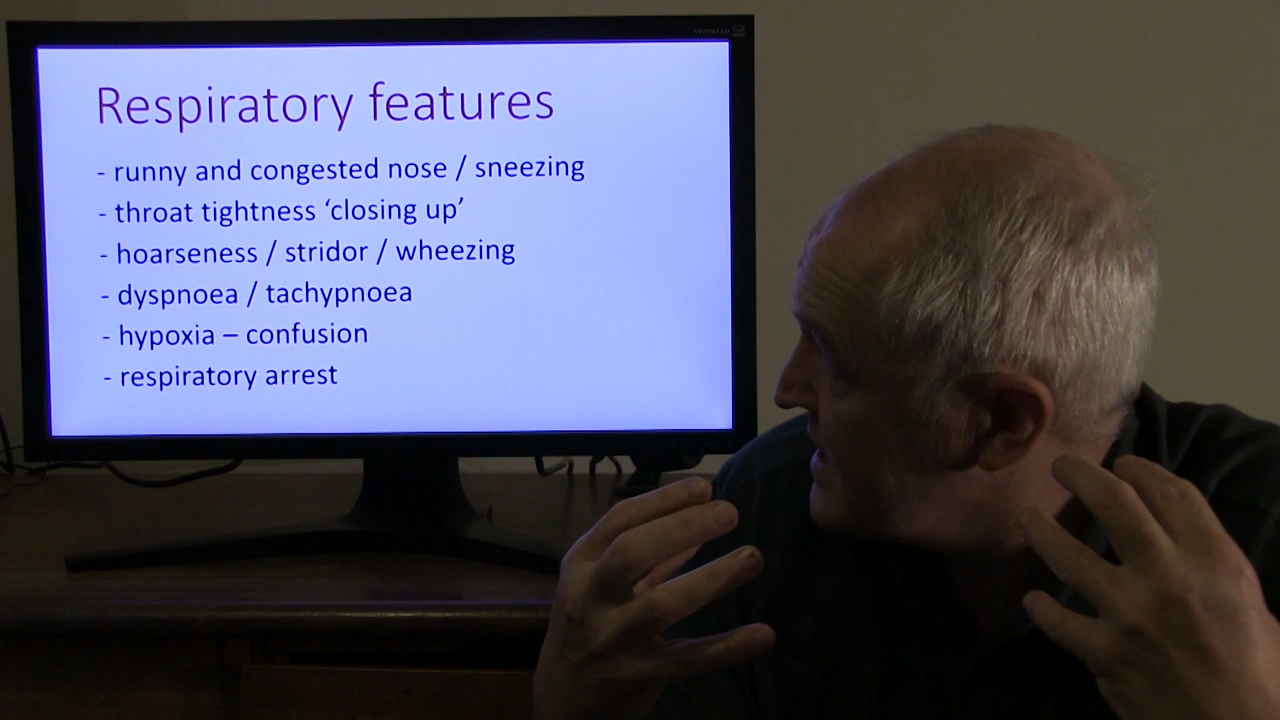 Respiratory features
- runny and congested nose / sneezing
- throat tightness ‘closing up’
- hoarseness / stridor / wheezing
- dyspnoea / tachypnoea
- hypoxia – confusion
- respiratory arrest